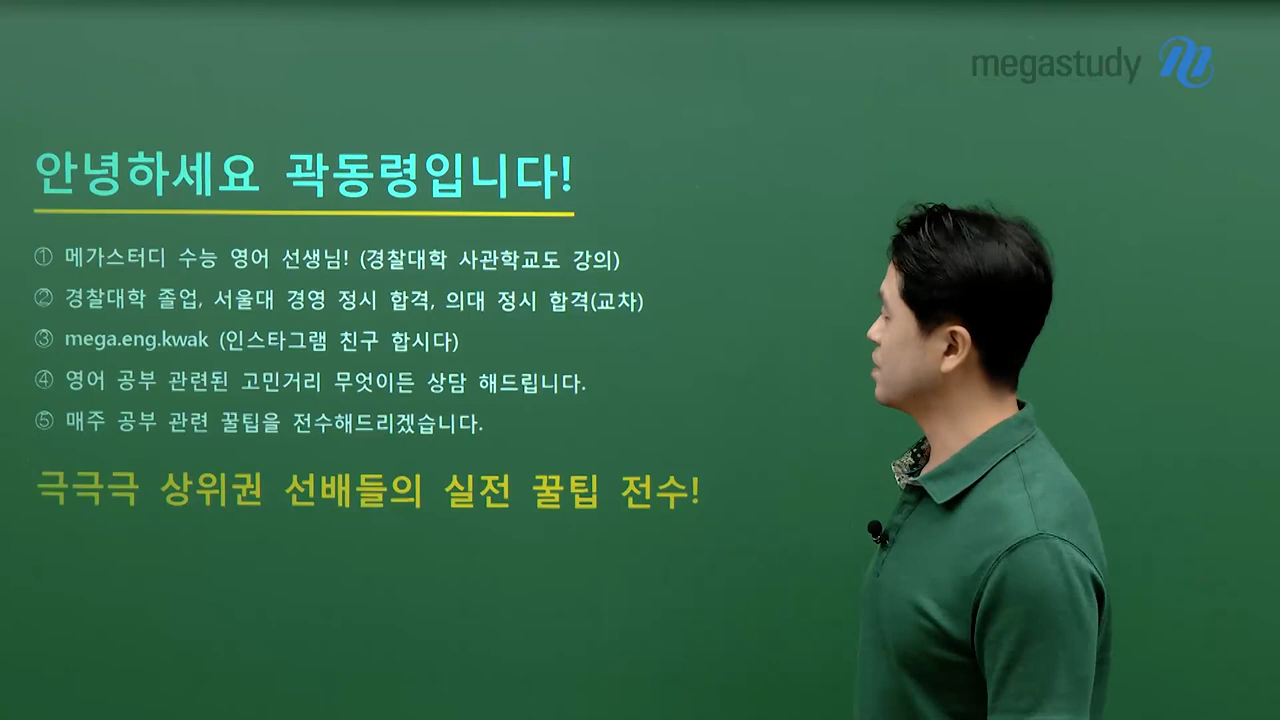 megastudy
안녕하세요 곽동령입니다!
① 메가스터디 수능 영어 선생님! (경찰대학 사관학교도 강의)
② 경찰대학 졸업, 서울대 경영 정시 합격, 의대 정시 합격(교차)
③ mega.eng.kwak (인스타그램 친구 합시다)
④ 영어 공부 관련된 고민거리 무엇이든 상담 해드립니다.
⑤ 매주 공부 관련 꿀팁을 전수해드리겠습니다.
극극극 상위권 선배들의 실전 꿀팁 전수!